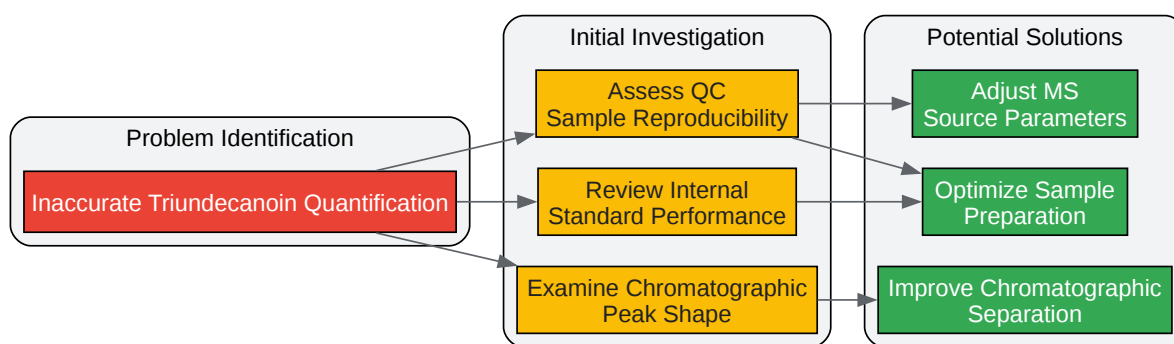 Problem Identification
Inaccurate Triundecanoin Quantification
Initial Investigation
Assess QC
Sample Reproducibility
Review Internal
Standard Performance
Examine Chromatographic
Peak Shape
Potential Solutions
Adjust MS
Source Parameters
Optimize Sample
Preparation
Improve Chromatographic
Separation